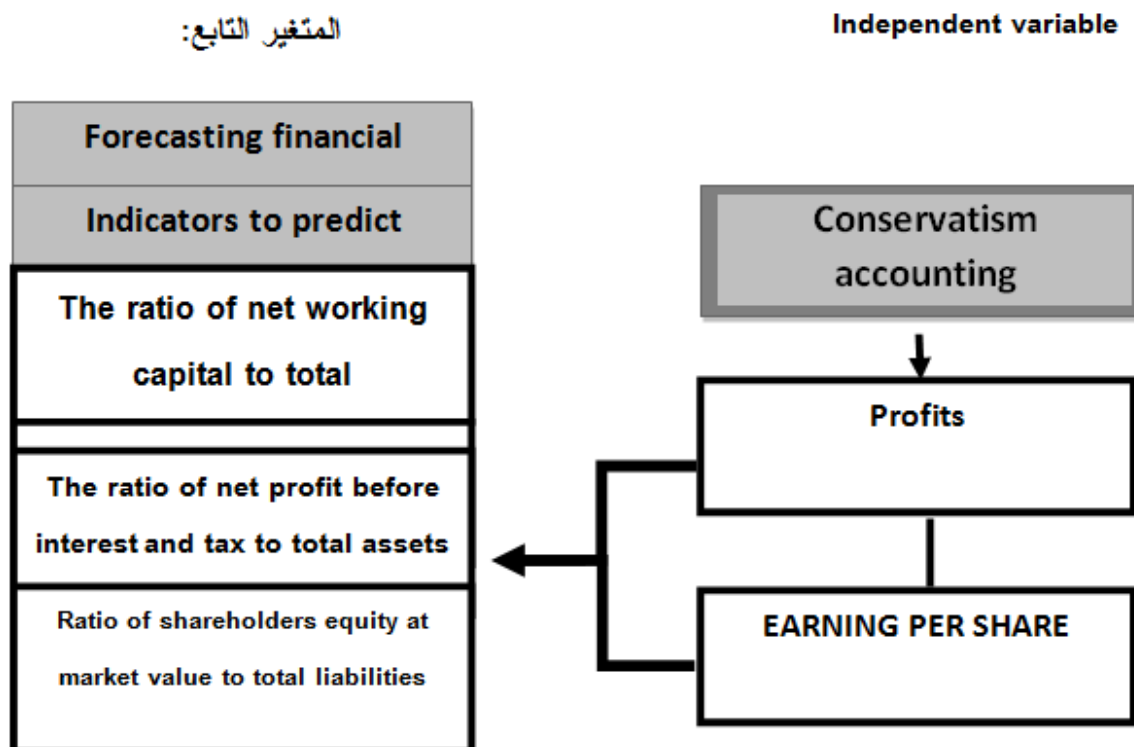 المتغير التابع:
Independent variable
Forecasting financial
Indicators to predict
The ratio of net working
capital to total
The ratio of net profit before
interest and tax to total assets
Ratio of shareholders equity at
market value to total liabilities
Conservatism
accounting
Profits
EARNING PER SHARE